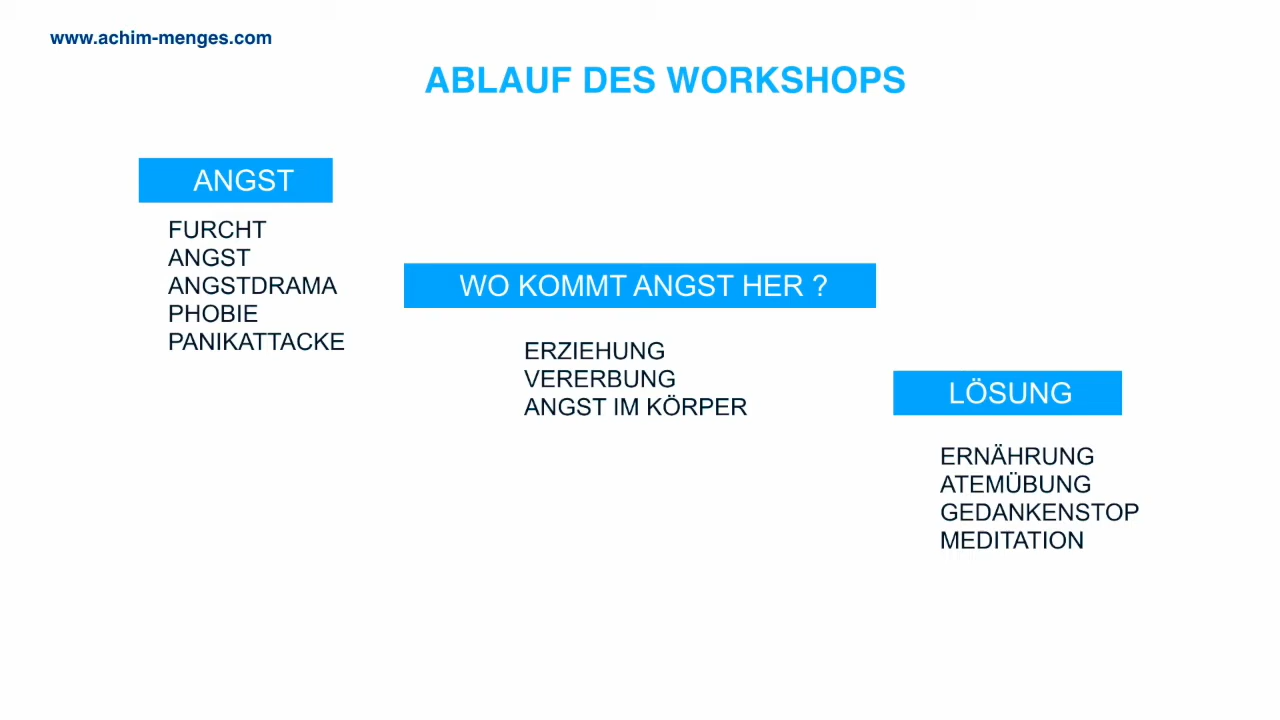 www.achim-menges.com
ABLAUF DES WORKSHOPS
ANGST
FURCHT
ANGST
ANGSTDRAMA
PHOBIE
PANIKATTACKE
WO KOMMT ANGST HER ?
ERZIEHUNG
VERERBUNG
ANGST IM KÖRPER
LÖSUNG
ERNÄHRUNG
ATEMÜBUNG
GEDANKENSTOP
MEDITATION